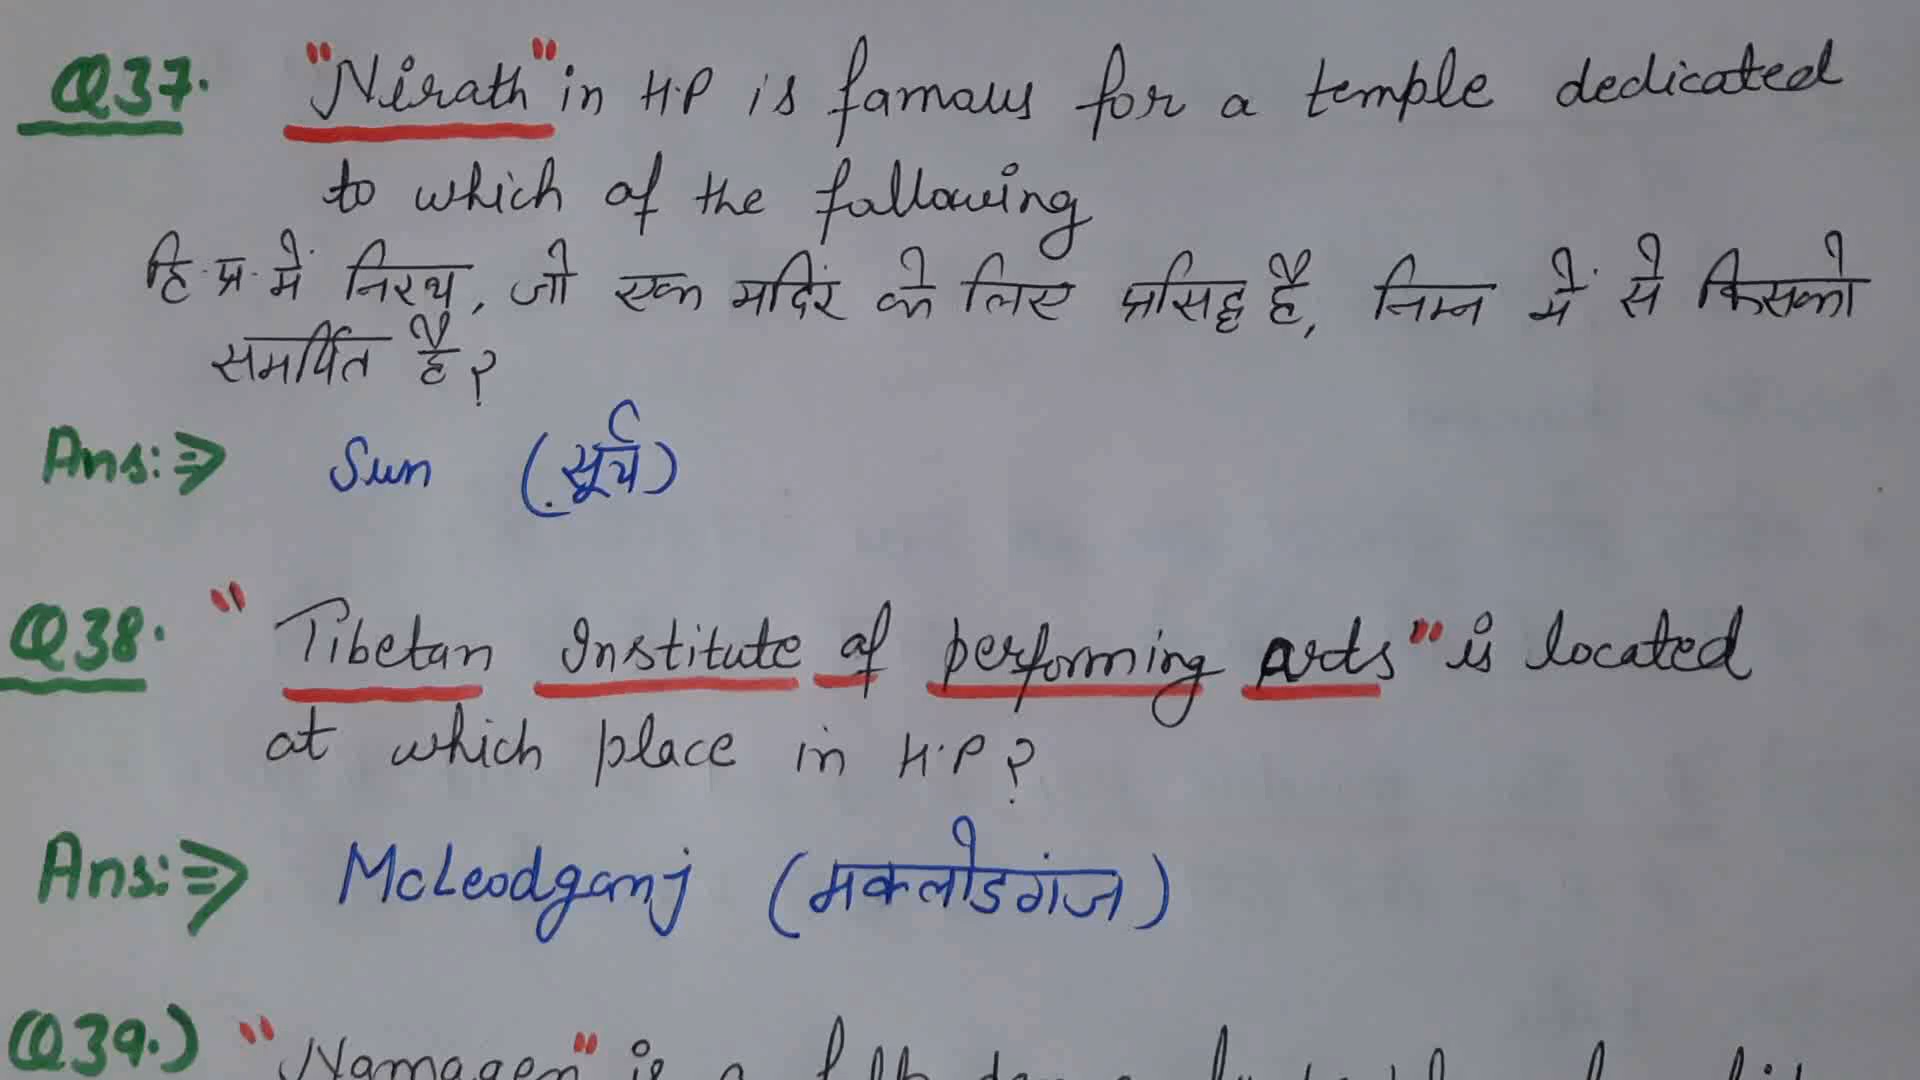 Q37. "Nirath" in H.P is famous for a temple dedicated
to which of the following
हि.प्र. में निरथ, जो एक मदिंर के लिए प्रसिद्ध है, निम्न में से किसको
समर्पित है?
Ans:⇒ Sun (सूर्य)
Q38. "Tibetan Institute of performing arts" is located
at which place in H.P?
Ans:⇒ McLeodganj (मकलोडगंज)
Q39.) "Namagen" is a